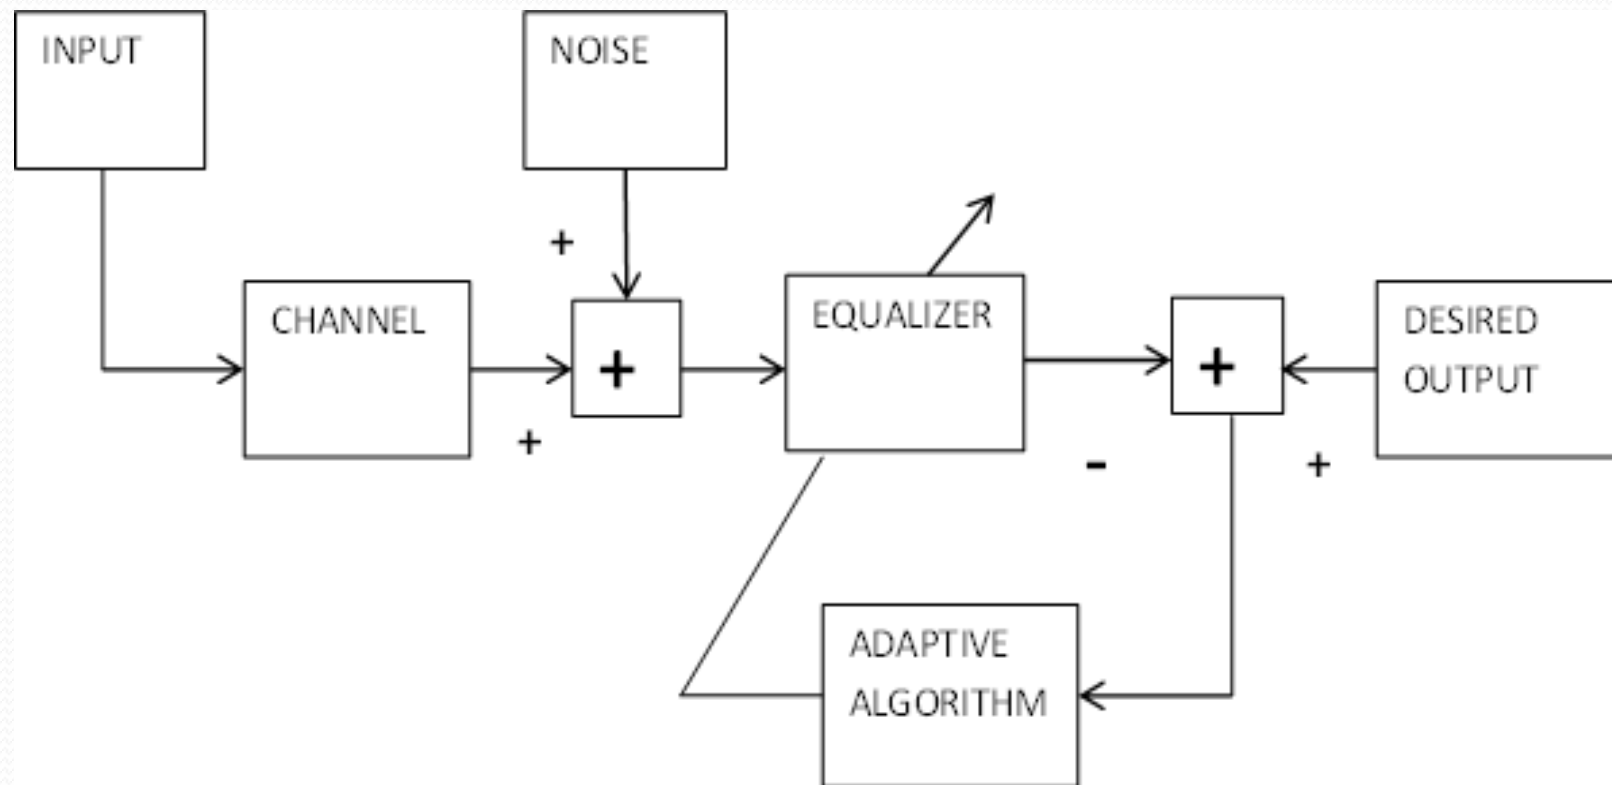 INPUT
NOISE
+
CHANNEL
+
EQUALIZER
+
DESIRED
OUTPUT
+
-
+
ADAPTIVE
ALGORITHM